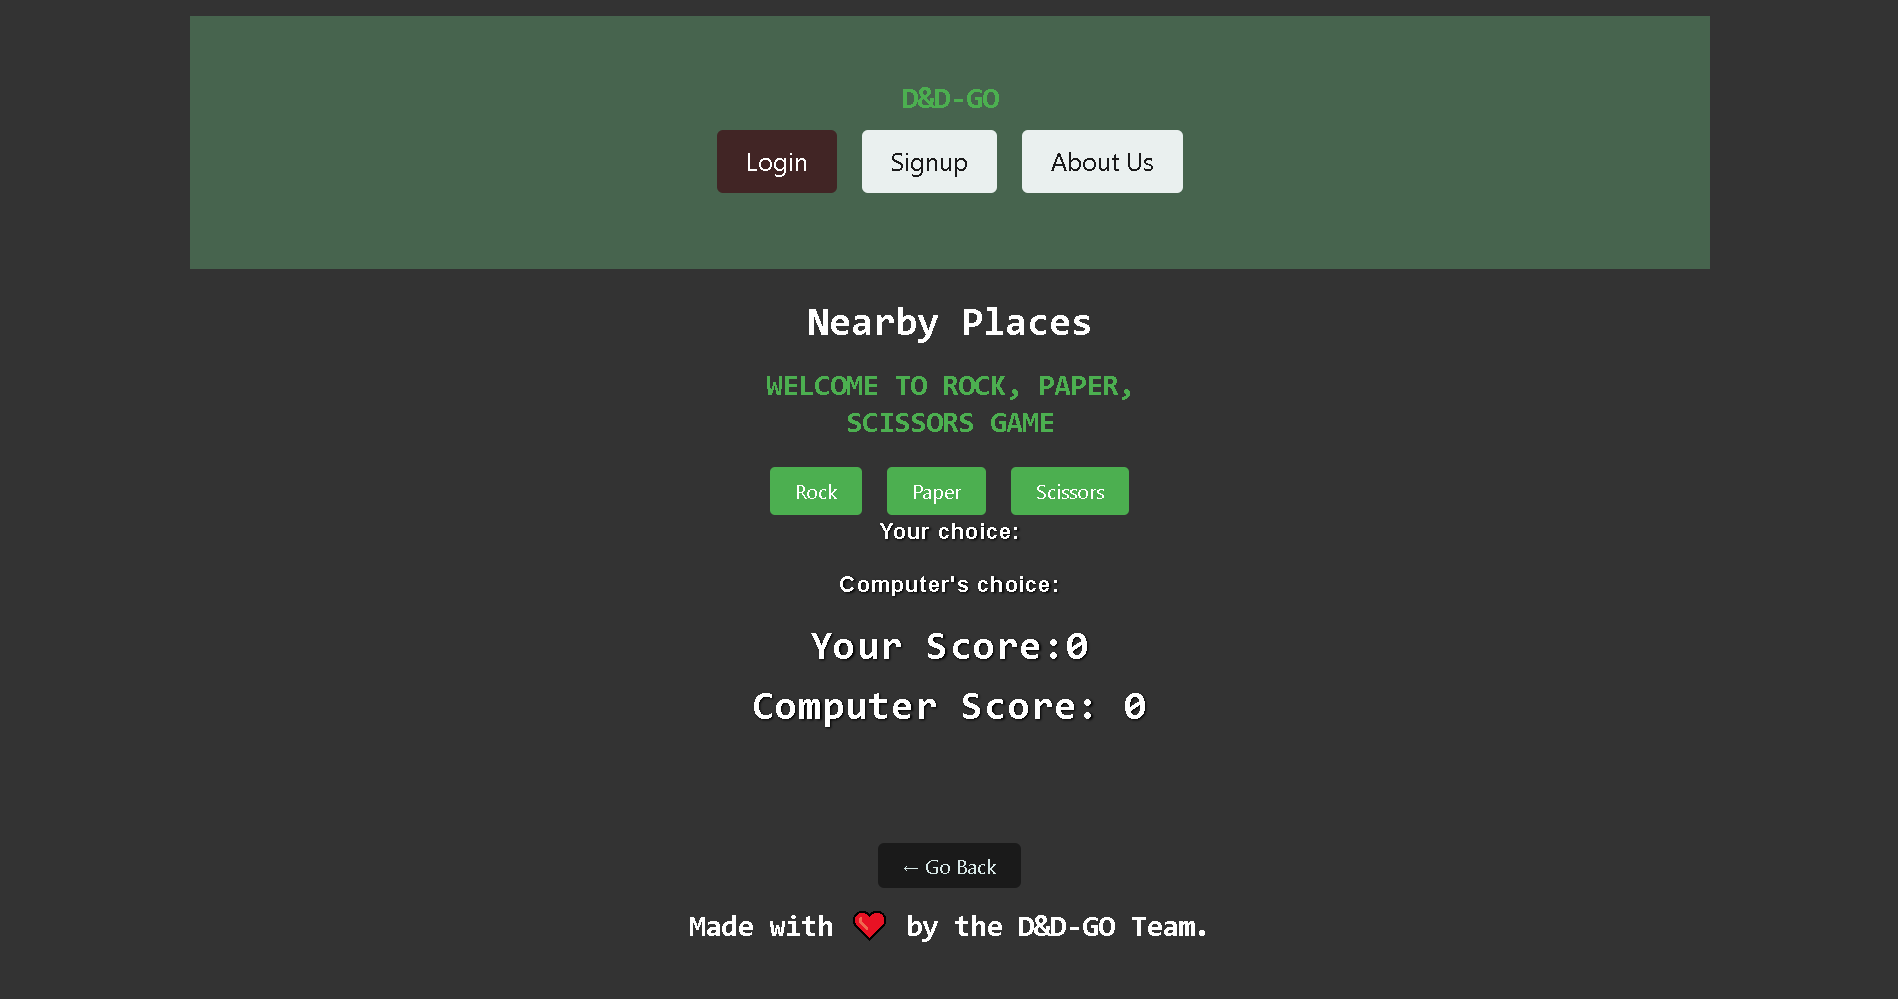 D&D-GO
Login Signup About Us
Nearby Places
WELCOME TO ROCK, PAPER,
SCISSORS GAME
Rock Paper Scissors
Your choice:
Computer's choice:
Your Score:0
Computer Score: 0
← Go Back
Made with ❤ by the D&D-GO Team.